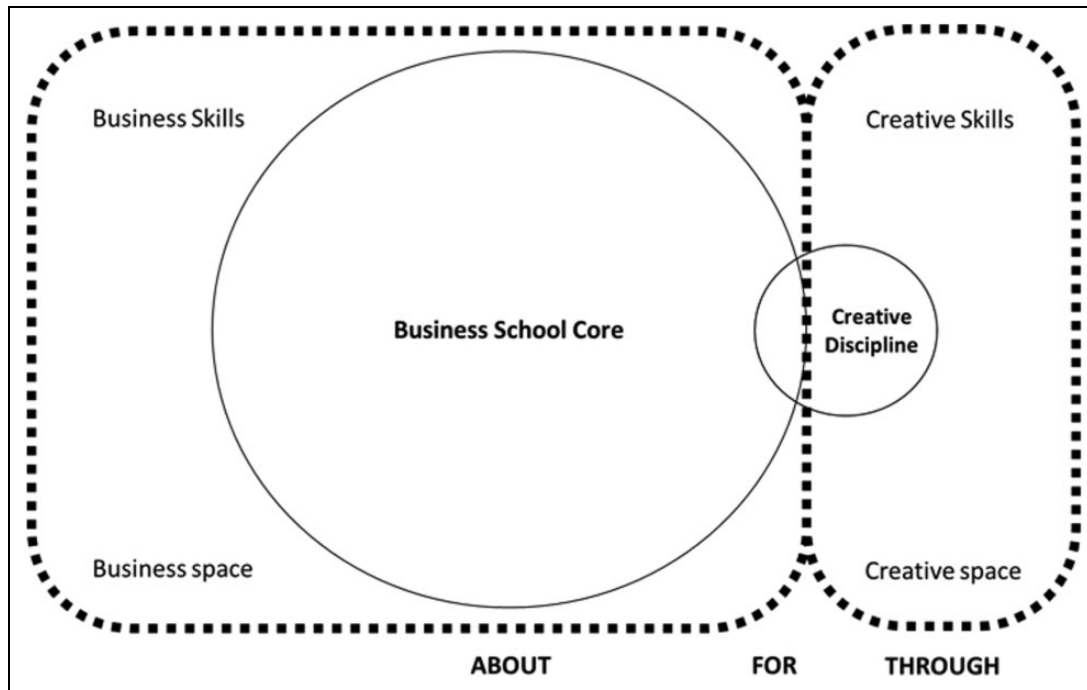 Business Skills
Creative Skills
Business School Core
Creative
Discipline
Business space
Creative space
ABOUT
FOR
THROUGH